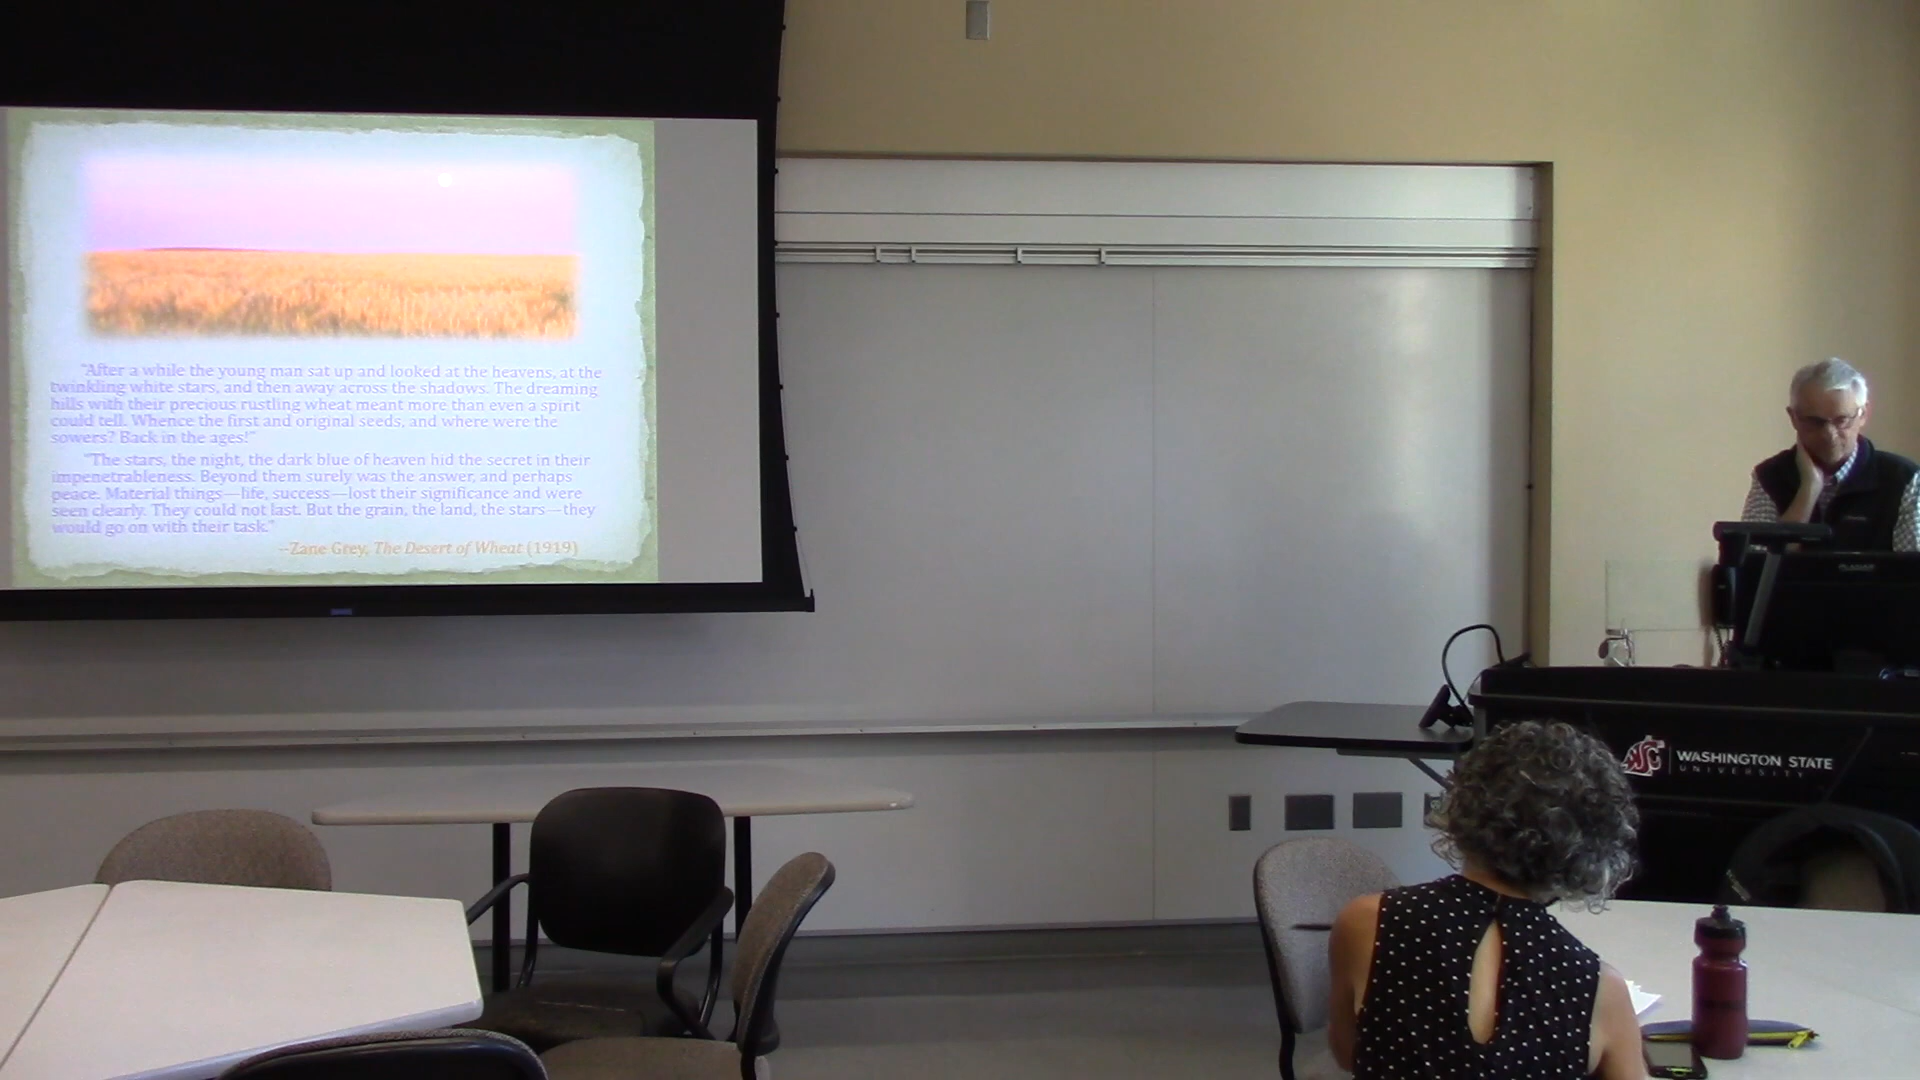 "After a while the young man sat up and looked at the heavens, at the
twinkling white stars, and then away across the shadows. The dreaming
hills with their precious rustling wheat meant more than even a spirit
could tell. Whence the first and original seeds, and where were the
sowers? Back in the ages!"
"The stars, the night, the dark blue of heaven hid the secret in their
impenetrableness. Beyond them surely was the answer, and perhaps
peace. Material things—life, success—lost their significance and were
seen clearly. They could not last. But the grain, the land, the stars—they
would go on with their task."
--Zane Grey, The Desert of Wheat (1919)
WASHINGTON STATE
UNIVERSITY